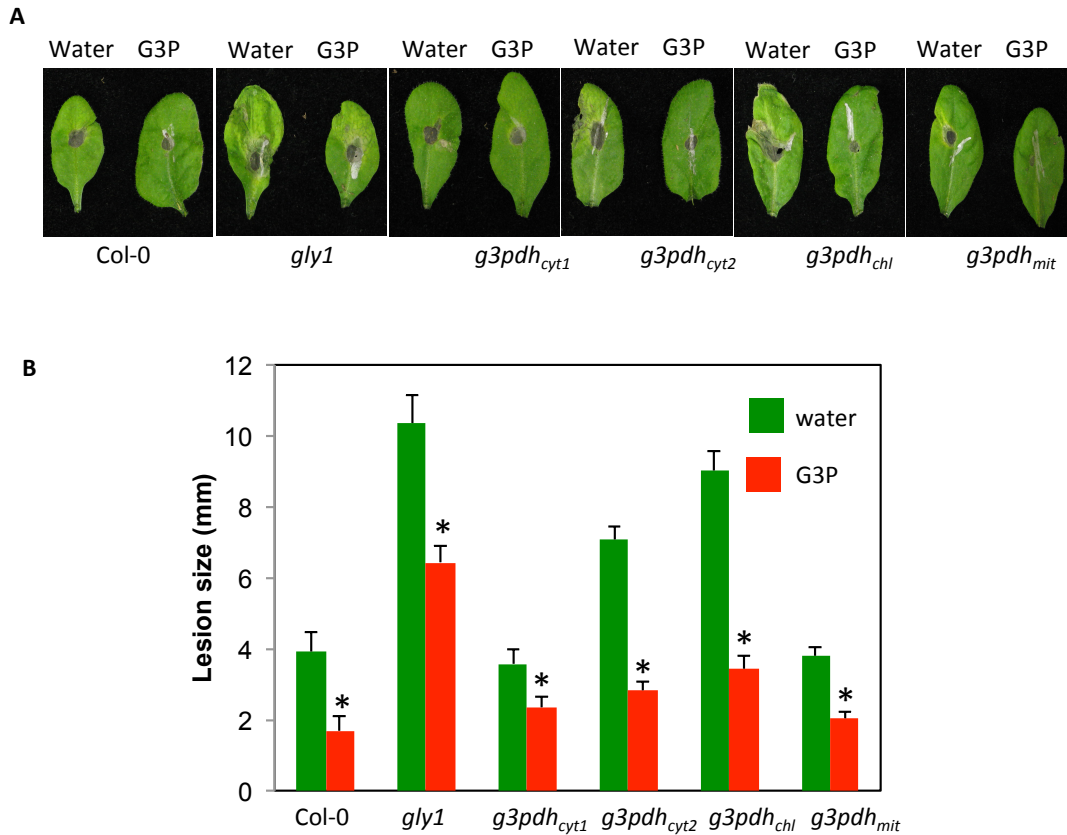 A
Water G3P Water G3P Water G3P Water G3P Water G3P Water G3P
Col-0 gly1 g3pdhcyt1 g3pdhcyt2 g3pdhchl g3pdhmit
B
12
10
8
6
4
2
0
Lesion size (mm)
water
G3P
* * * * * *
Col-0 gly1 g3pdhcyt1 g3pdhcyt2 g3pdhchl g3pdhmit